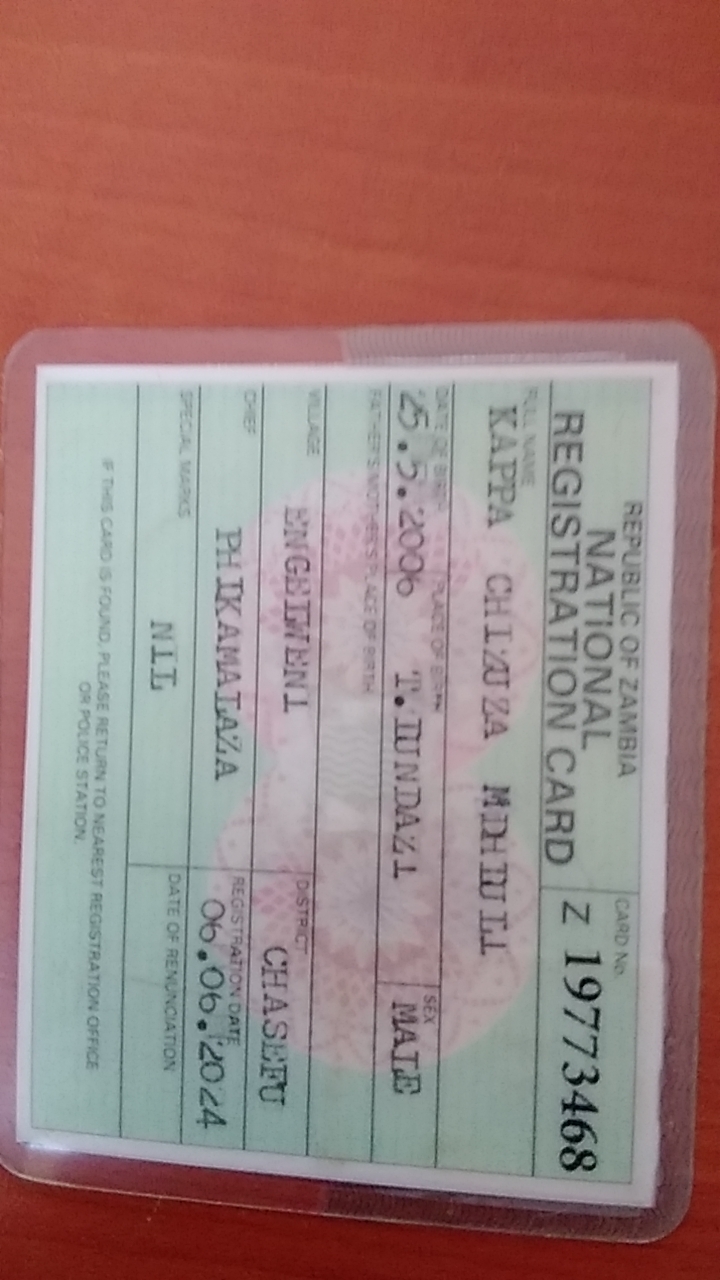 REPUBLIC OF ZAMBIA
NATIONAL
REGISTRATION CARD
CARD No.
Z 19773468
FULL NAME
KAPPA CHIZUZA MDHDULI
DATE OF BIRTH PLACE OF BIRTH SEX
25.5.2006 T.DUNDAZI MALE
FATHER'S/MOTHER'S PLACE OF BIRTH
VILLAGE DISTRICT
ENGEIWENI CHASEFU
CHIEF REGISTRATION DATE
PHIKAMALAZA 06.06.2024
SPECIAL MARKS DATE OF RENUNCIATION
NIL
IF THIS CARD IS FOUND, PLEASE RETURN TO NEAREST REGISTRATION OFFICE
OR POLICE STATION.